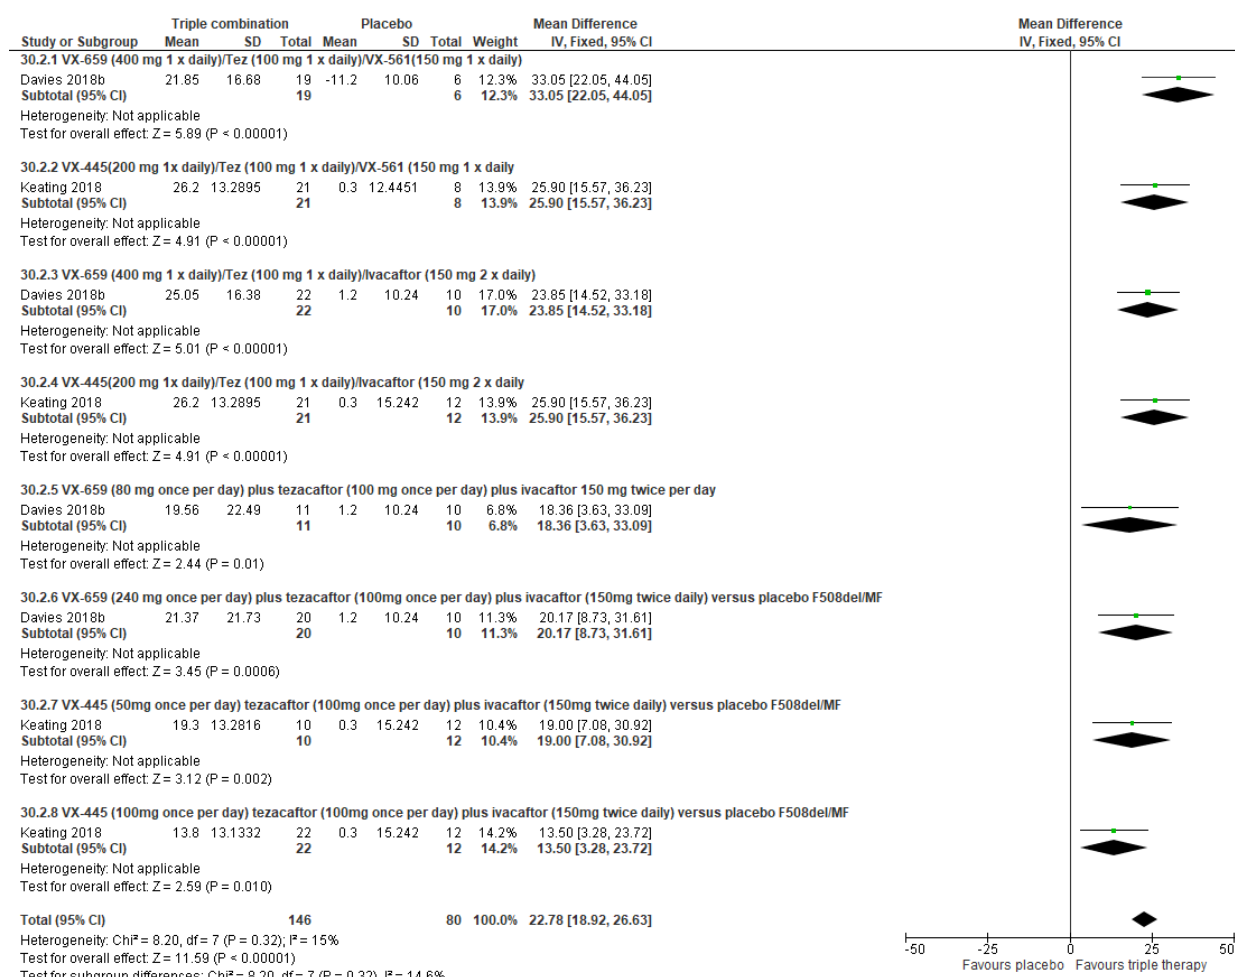 Triple combination Placebo Mean Difference Mean Difference
Study or Subgroup Mean SD Total Mean SD Total Weight IV, Fixed, 95% CI IV, Fixed, 95% CI
30.2.1 VX-659 (400 mg 1 x daily)/Tez (100 mg 1 x daily)/VX-561(150 mg 1 x daily)
Davies 2018b 21.85 16.68 19 -11.2 10.06 6 12.3% 33.05 [22.05, 44.05]
Subtotal (95% CI) 19 6 12.3% 33.05 [22.05, 44.05]
Heterogeneity: Not applicable
Test for overall effect: Z = 5.89 (P < 0.00001)
30.2.2 VX-445(200 mg 1x daily)/Tez (100 mg 1 x daily)/VX-561 (150 mg 1 x daily
Keating 2018 26.2 13.2895 21 0.3 12.4451 8 13.9% 25.90 [15.57, 36.23]
Subtotal (95% CI) 21 8 13.9% 25.90 [15.57, 36.23]
Heterogeneity: Not applicable
Test for overall effect: Z = 4.91 (P < 0.00001)
30.2.3 VX-659 (400 mg 1 x daily)/Tez (100 mg 1 x daily)/Ivacaftor (150 mg 2 x daily)
Davies 2018b 25.05 16.38 22 1.2 10.24 10 17.0% 23.85 [14.52, 33.18]
Subtotal (95% CI) 22 10 17.0% 23.85 [14.52, 33.18]
Heterogeneity: Not applicable
Test for overall effect: Z = 5.01 (P < 0.00001)
30.2.4 VX-445(200 mg 1x daily)/Tez (100 mg 1 x daily)/Ivacaftor (150 mg 2 x daily
Keating 2018 26.2 13.2895 21 0.3 15.242 12 13.9% 25.90 [15.57, 36.23]
Subtotal (95% CI) 21 12 13.9% 25.90 [15.57, 36.23]
Heterogeneity: Not applicable
Test for overall effect: Z = 4.91 (P < 0.00001)
30.2.5 VX-659 (80 mg once per day) plus tezacaftor (100 mg once per day) plus ivacaftor 150 mg twice per day
Davies 2018b 19.56 22.49 11 1.2 10.24 10 6.8% 18.36 [3.63, 33.09]
Subtotal (95% CI) 11 10 6.8% 18.36 [3.63, 33.09]
Heterogeneity: Not applicable
Test for overall effect: Z = 2.44 (P = 0.01)
30.2.6 VX-659 (240 mg once per day) plus tezacaftor (100mg once per day) plus ivacaftor (150mg twice daily) versus placebo F508del/MF
Davies 2018b 21.37 21.73 20 1.2 10.24 10 11.3% 20.17 [8.73, 31.61]
Subtotal (95% CI) 20 10 11.3% 20.17 [8.73, 31.61]
Heterogeneity: Not applicable
Test for overall effect: Z = 3.45 (P = 0.0006)
30.2.7 VX-445 (50mg once per day) tezacaftor (100mg once per day) plus ivacaftor (150mg twice daily) versus placebo F508del/MF
Keating 2018 19.3 13.2816 10 0.3 15.242 12 10.4% 19.00 [7.08, 30.92]
Subtotal (95% CI) 10 12 10.4% 19.00 [7.08, 30.92]
Heterogeneity: Not applicable
Test for overall effect: Z = 3.12 (P = 0.002)
30.2.8 VX-445 (100mg once per day) tezacaftor (100mg once per day) plus ivacaftor (150mg twice daily) versus placebo F508del/MF
Keating 2018 13.8 13.1332 22 0.3 15.242 12 14.2% 13.50 [3.28, 23.72]
Subtotal (95% CI) 22 12 14.2% 13.50 [3.28, 23.72]
Heterogeneity: Not applicable
Test for overall effect: Z = 2.59 (P = 0.010)
Total (95% CI) 146 80 100.0% 22.78 [18.92, 26.63]
Heterogeneity: Chi² = 8.20, df = 7 (P = 0.32); I² = 15%
Test for overall effect: Z = 11.59 (P < 0.00001)
Test for subgroup differences: Chi² = 8.20, df = 7 (P = 0.32), I² = 14.6%
-50 -25 0 25 50
Favours placebo Favours triple therapy